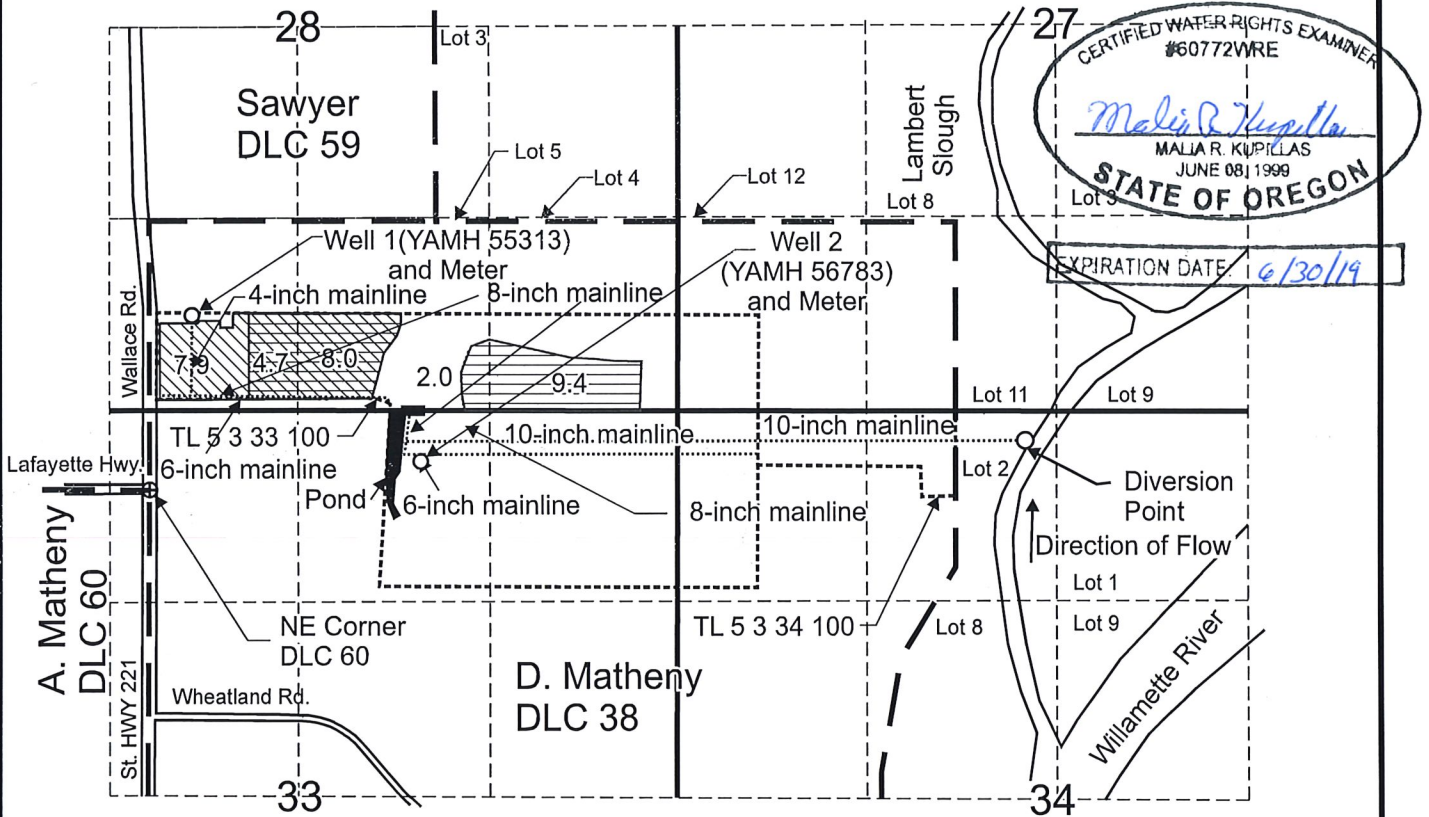 28
27
Lot 3
Sawyer
DLC 59
Lot 5
Lot 4
Lot 12
Lambert
Slough
Lot 8
Lot 3
CERTIFIED WATER RIGHTS EXAMINER
#60772WRE
Malia R. Kupillas
MALIA R. KUPILLAS
JUNE 08, 1999
STATE OF OREGON
EXPIRATION DATE: 6/30/19
Well 1(YAMH 55313)
and Meter
Well 2
(YAMH 56783)
and Meter
4-inch mainline
8-inch mainline
Wallace Rd.
7.9
4.7
8.0
2.0
9.4
Lot 11
Lot 9
TL 5 3 33 100
10-inch mainline
10-inch mainline
Lafayette Hwy.
6-inch mainline
Lot 2
Pond
6-inch mainline
8-inch mainline
Diversion
Point
Direction of Flow
A. Matheny
DLC 60
Lot 1
NE Corner
DLC 60
TL 5 3 34 100
Lot 8
Lot 9
D. Matheny
DLC 38
St. HWY 221
Wheatland Rd.
Willamette River
33
34